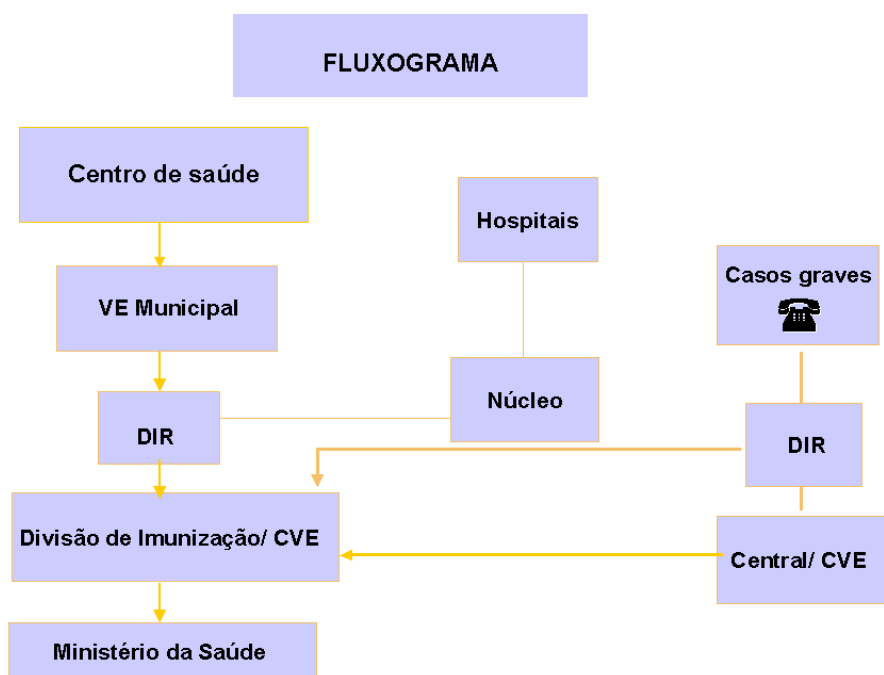 FLUXOGRAMA
Centro de saúde
Hospitais
Casos graves
VE Municipal
Núcleo
DIR
DIR
Divisão de Imunização/ CVE
Central/ CVE
Ministério da Saúde